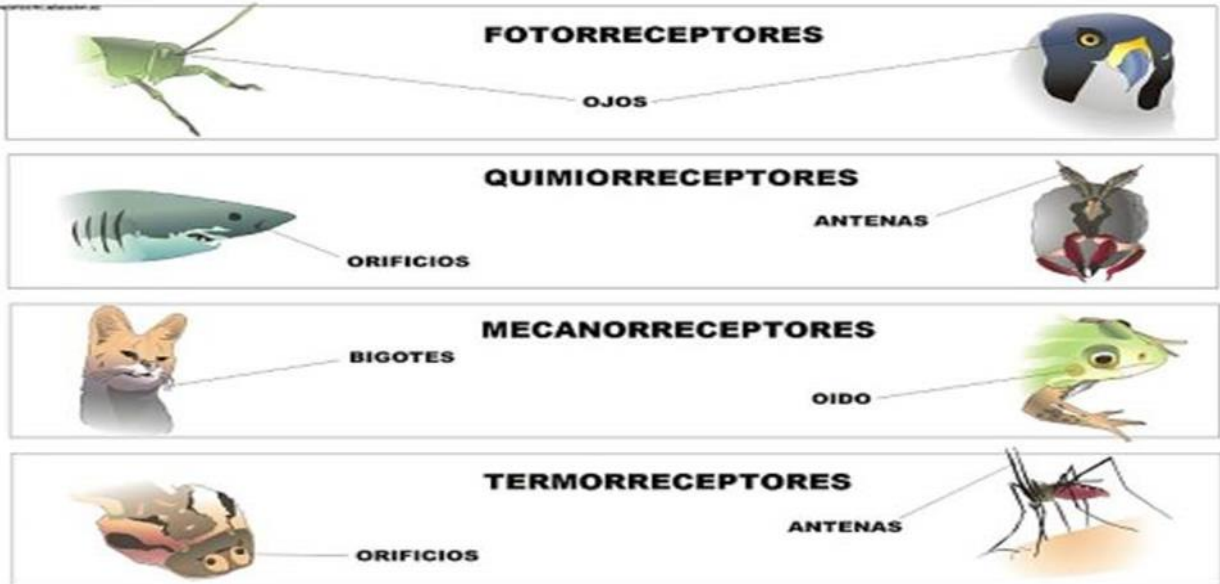 FOTORRECEPTORES
OJOS
QUIMIORRECEPTORES
ANTENAS
ORIFICIOS
MECANORRECEPTORES
BIGOTES
OIDO
TERMORRECEPTORES
ANTENAS
ORIFICIOS